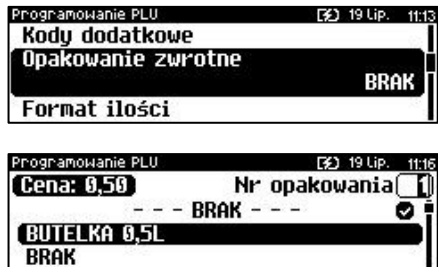 Programowanie PLU 19 Lip. 11:13
Kody dodatkowe
Opakowanie zwrotne
BRAK
Format ilości
Programowanie PLU 19 Lip. 11:16
Cena: 0,50 Nr opakowania 1
- - - BRAK - - -
BUTELKA 0,5L
BRAK